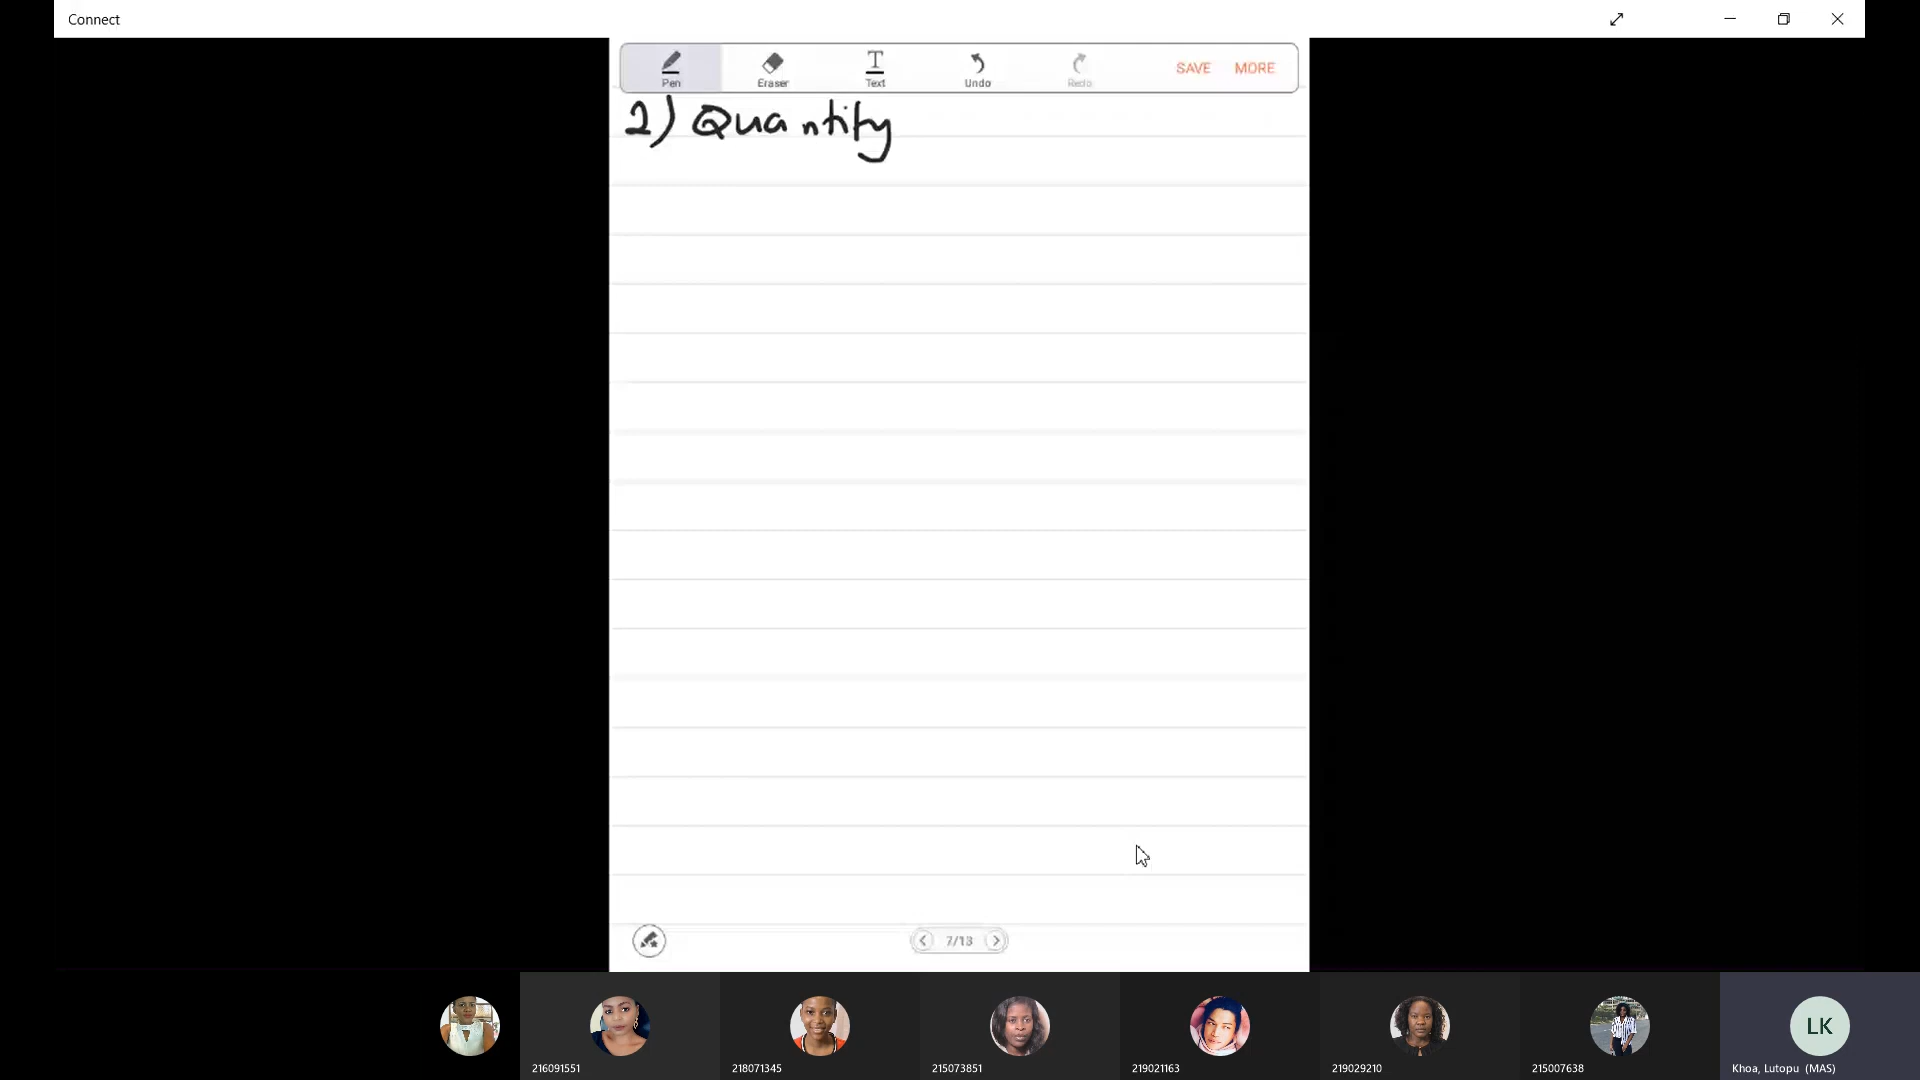 Connect
Pen
Eraser
Text
Undo
Redo
SAVE
MORE
2) Quantity
7/13
216091551
218071345
215073851
219021163
219029210
215007638
LK
Khoa, Lutopu (MAS)